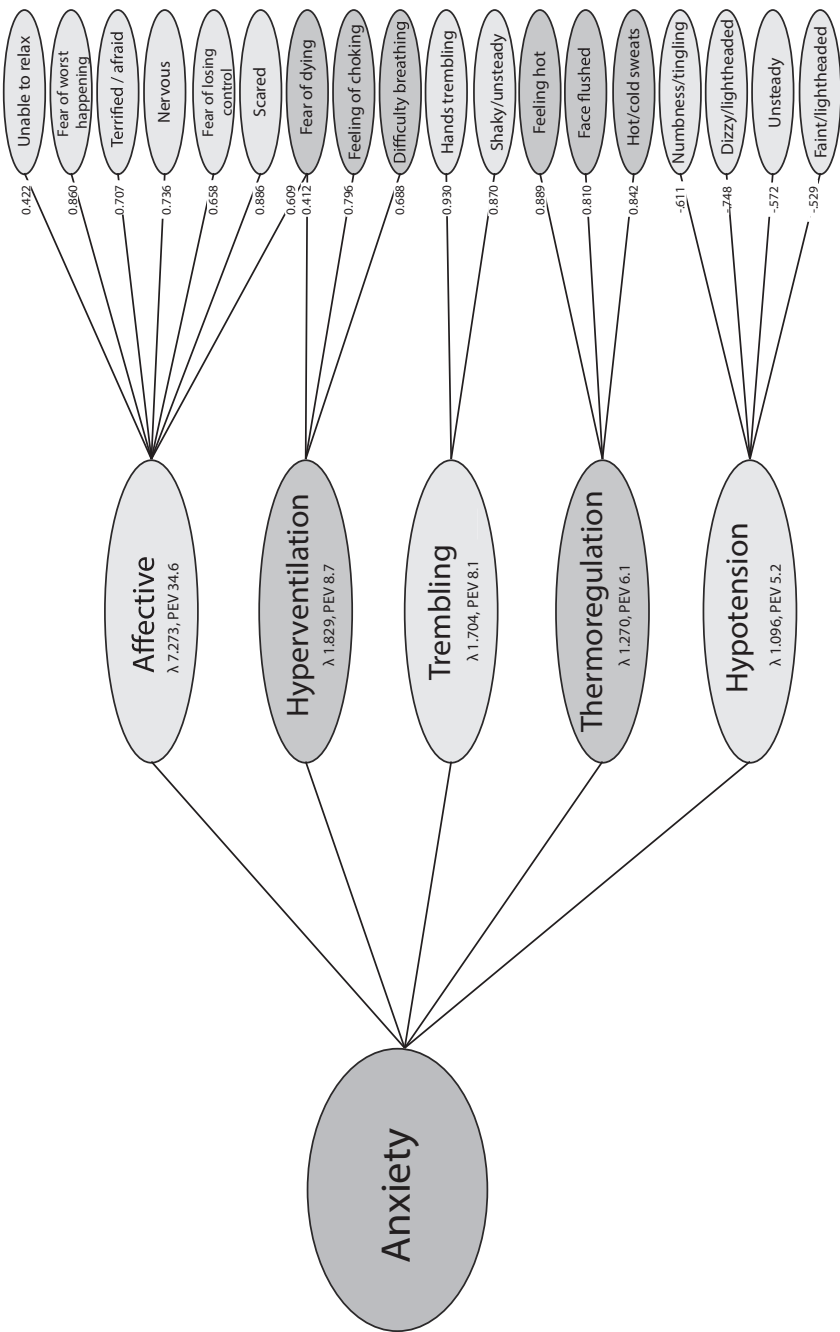 Anxiety
Affective
λ 7.273, PEV 34.6
Hyperventilation
λ 1.829, PEV 8.7
Trembling
λ 1.704, PEV 8.1
Thermoregulation
λ 1.270, PEV 6.1
Hypotension
λ 1.096, PEV 5.2
0.422
Unable to relax
0.860
Fear of worst
happening
0.707
Terrified / afraid
0.736
Nervous
0.658
Fear of losing
control
0.886
Scared
0.609
0.412
Fear of dying
0.796
Feeling of choking
0.688
Difficulty breathing
0.930
Hands trembling
0.870
Shaky/unsteady
0.889
Feeling hot
0.810
Face flushed
0.842
Hot/cold sweats
-.611
Numbness/tingling
-.748
Dizzy/lightheaded
-.572
Unsteady
-.529
Faint/lightheaded